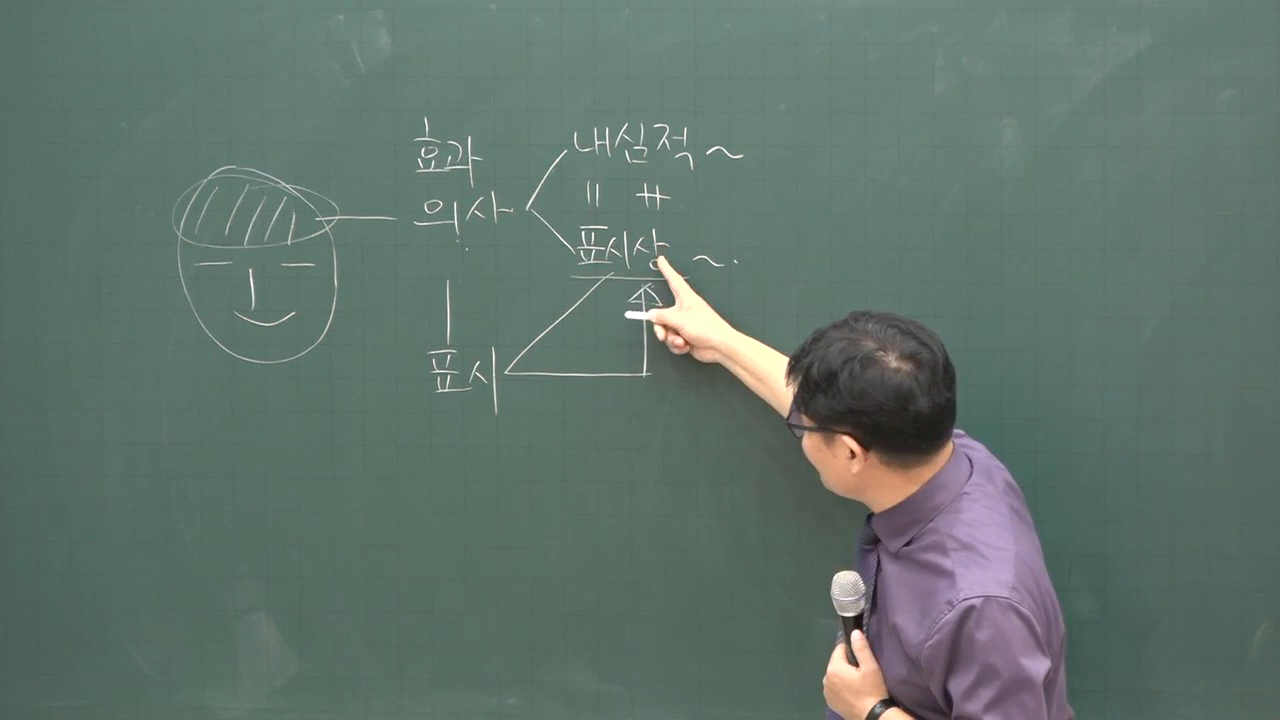 효과
의사
내심적 ~
॥ #
표시상 ~.
표시